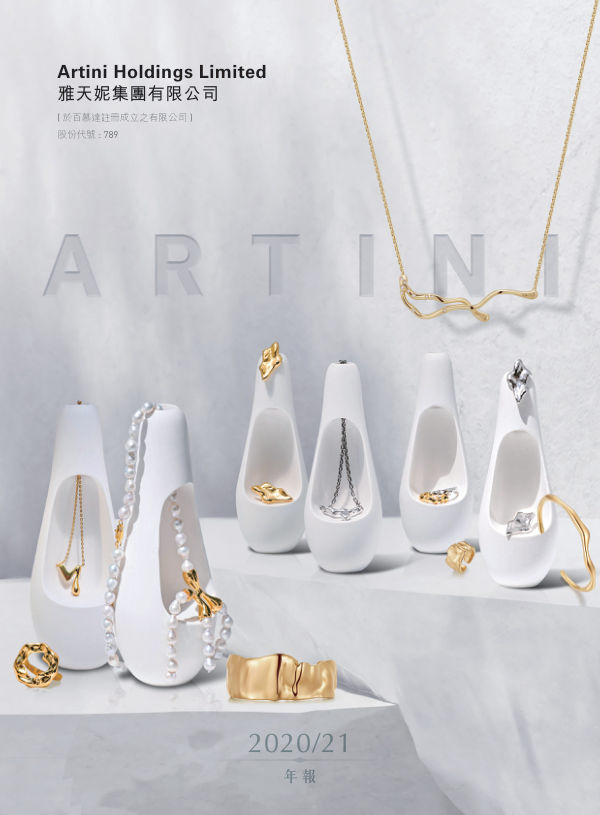 Artini Holdings Limited
雅天妮集團有限公司
(於百慕達註冊成立之有限公司)
股份代號 : 789
ARTINI
2020/21
年報